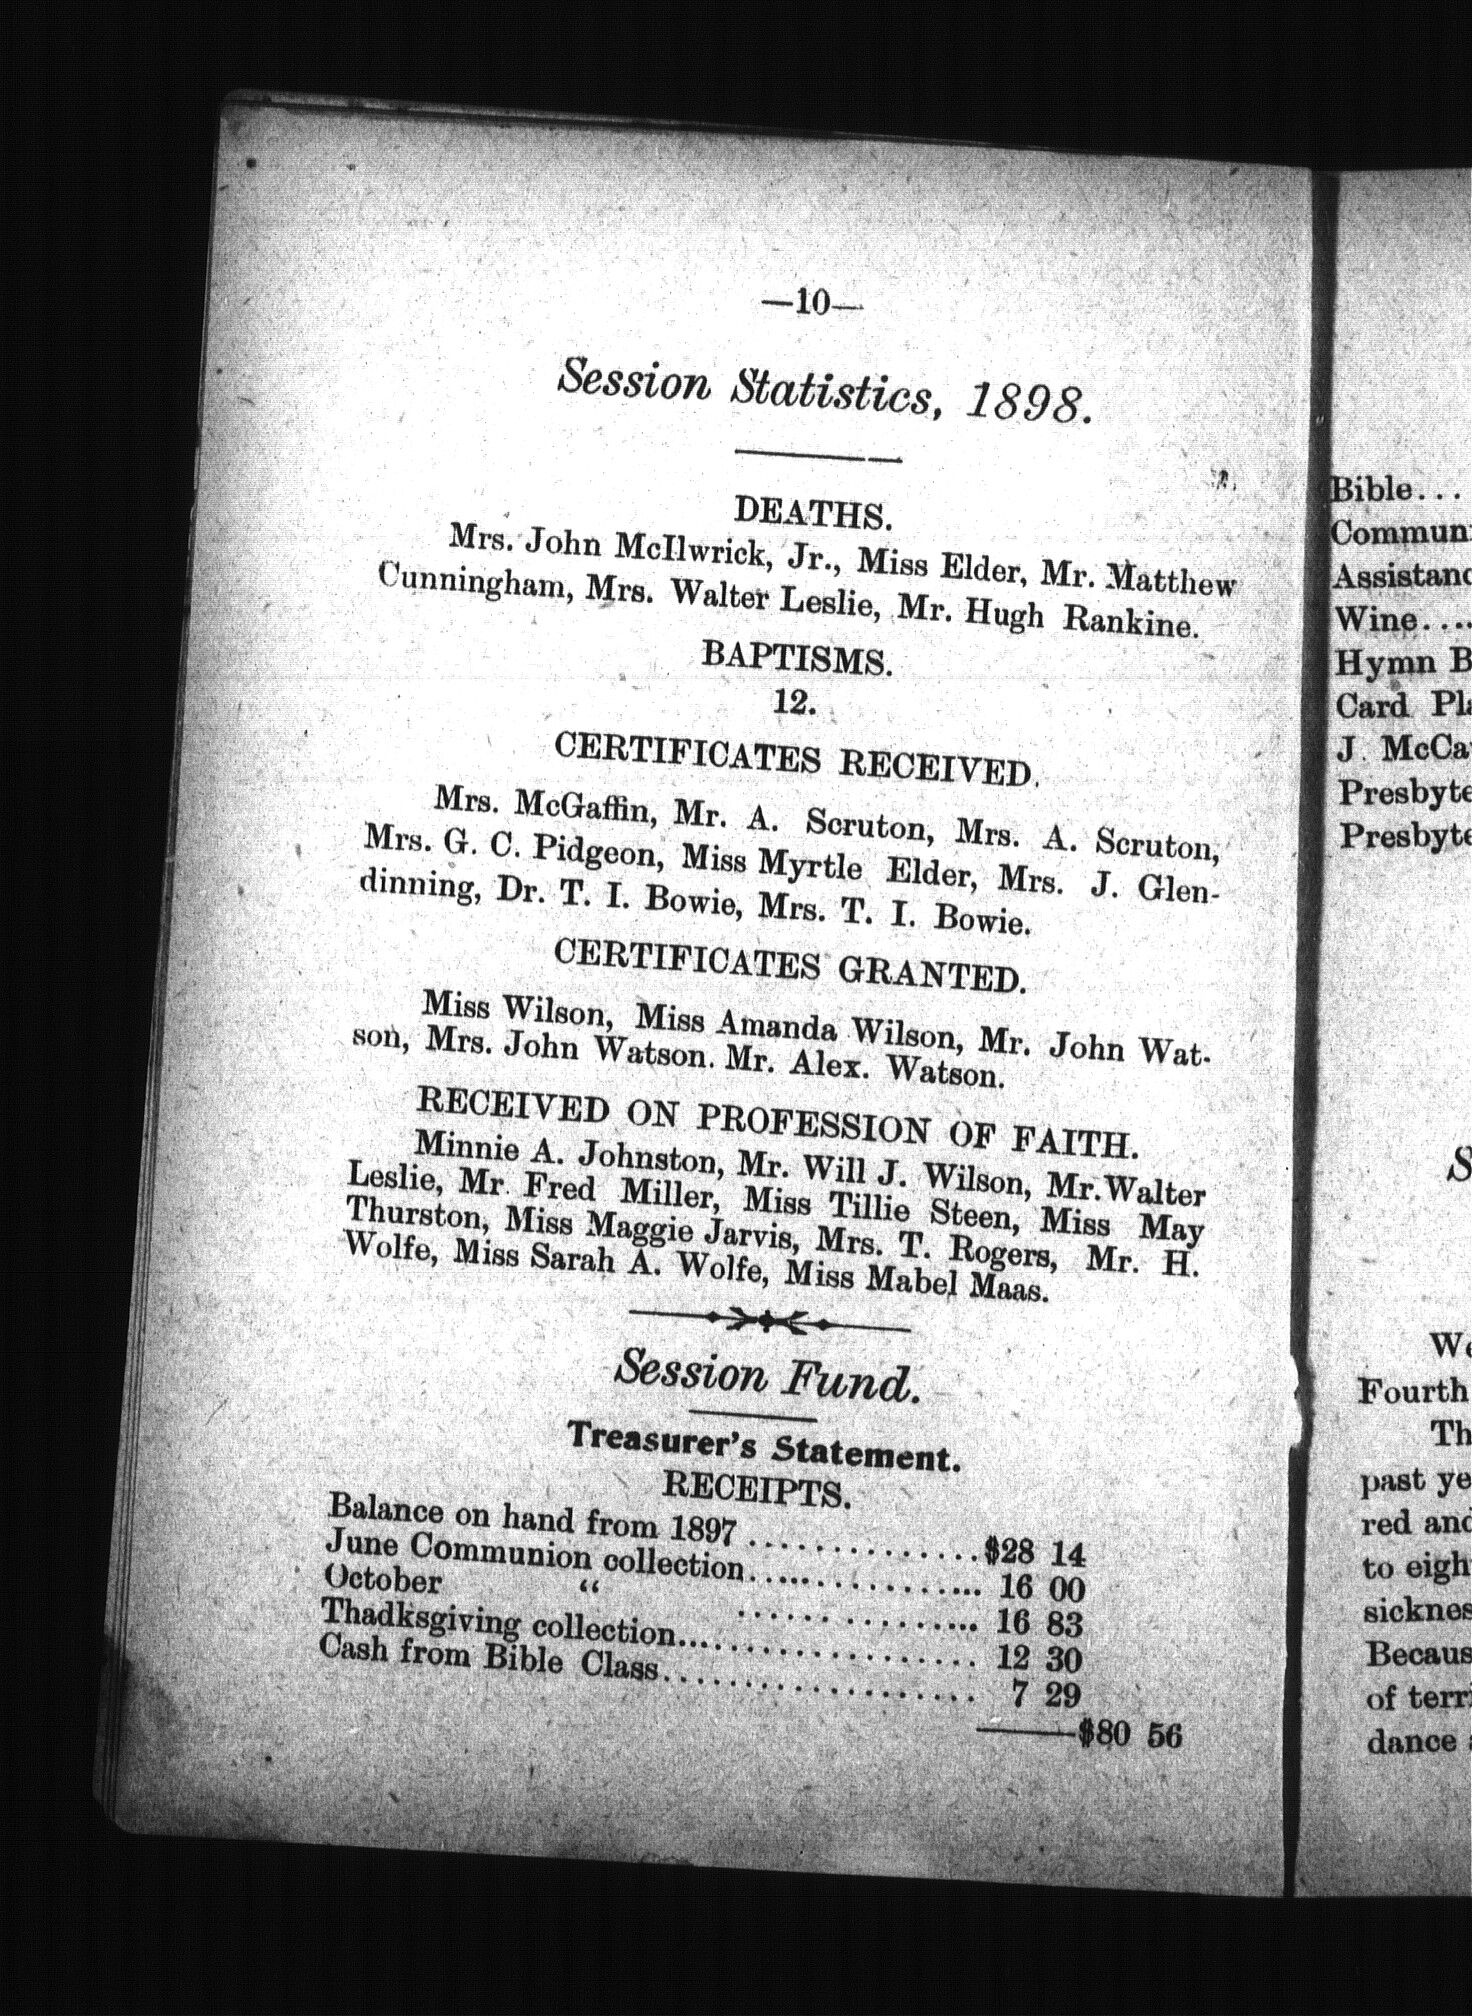 —10—
Session Statistics, 1898.
DEATHS.
Mrs. John McIlwrick, Jr., Miss Elder, Mr. Matthew
Cunningham, Mrs. Walter Leslie, Mr. Hugh Rankine.
BAPTISMS.
12.
CERTIFICATES RECEIVED.
Mrs. McGaffin, Mr. A. Scruton, Mrs. A. Scruton,
Mrs. G. C. Pidgeon, Miss Myrtle Elder, Mrs. J. Glen-
dinning, Dr. T. I. Bowie, Mrs. T. I. Bowie.
CERTIFICATES GRANTED.
Miss Wilson, Miss Amanda Wilson, Mr. John Wat-
son, Mrs. John Watson. Mr. Alex. Watson.
RECEIVED ON PROFESSION OF FAITH.
Minnie A. Johnston, Mr. Will J. Wilson, Mr. Walter
Leslie, Mr. Fred Miller, Miss Tillie Steen, Miss May
Thurston, Miss Maggie Jarvis, Mrs. T. Rogers, Mr. H.
Wolfe, Miss Sarah A. Wolfe, Miss Mabel Maas.
Session Fund.
Treasurer's Statement.
RECEIPTS.
Balance on hand from 1897 .............. $28 14
June Communion collection.................. 16 00
October " ................ 16 83
Thadksgiving collection................... 12 30
Cash from Bible Class.................... 7 29
——$80 56
Bible...
Commun
Assistanc
Wine....
Hymn B
Card Pla
J. McCa
Presbyte
Presbyte
S
We
Fourth
Th
past ye
red and
to eigh
sicknes
Becaus
of terri
dance a